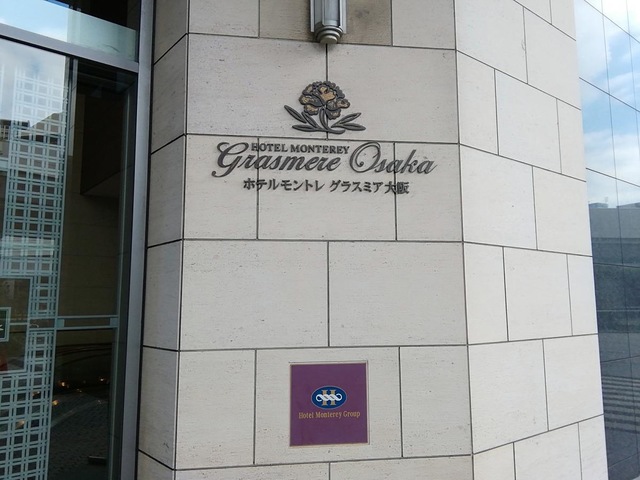 HOTEL MONTEREY
Grasmere Osaka
ホテルモントレ グラスミア大阪
H
Hotel Monterey Group